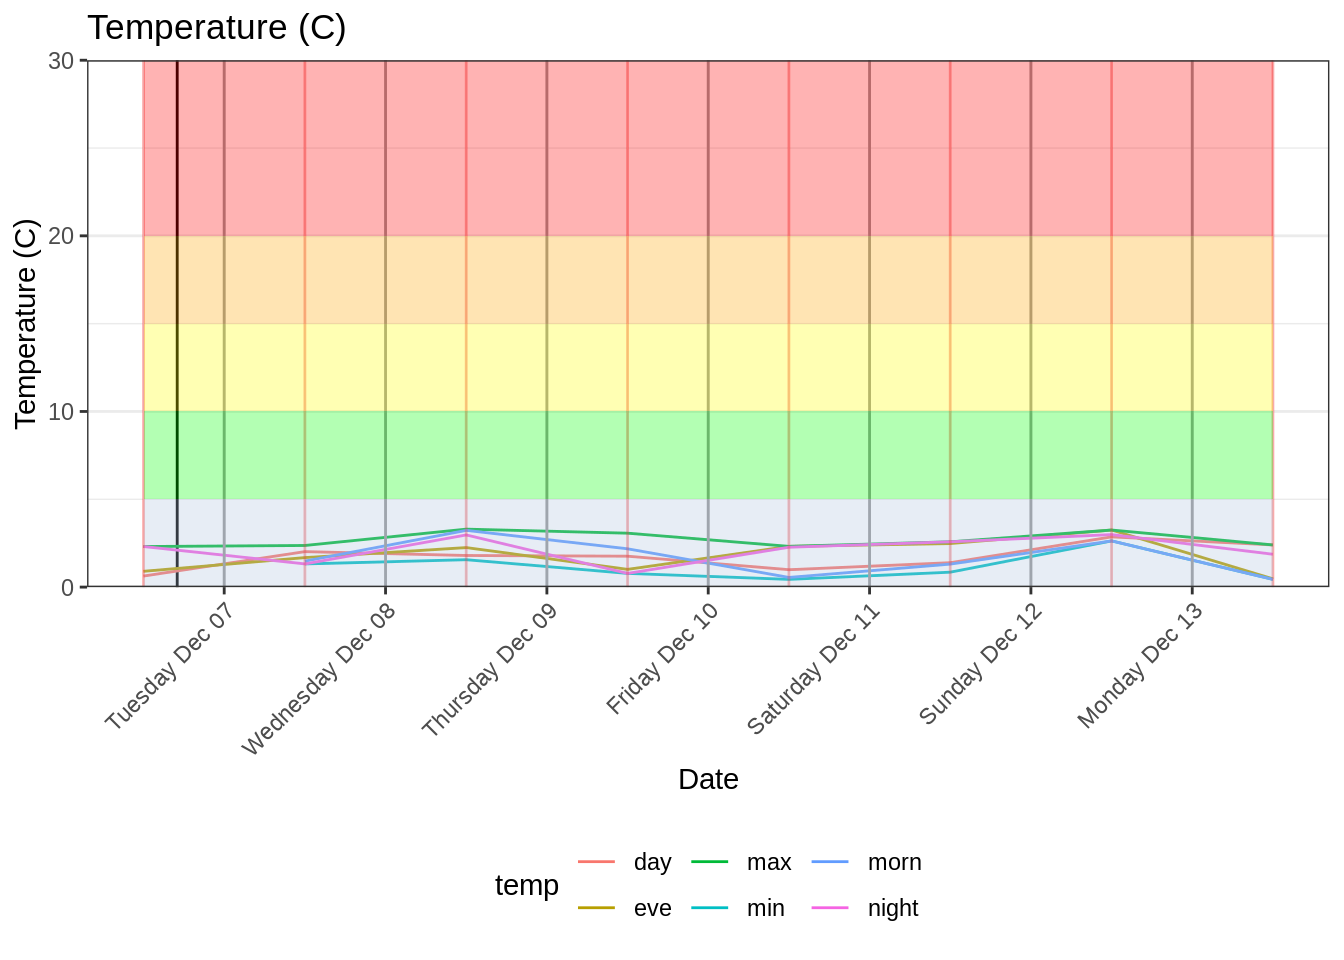 Temperature (C)
30
20
10
0
Temperature (C)
Tuesday Dec 07
Wednesday Dec 08
Thursday Dec 09
Friday Dec 10
Saturday Dec 11
Sunday Dec 12
Monday Dec 13
Date
temp
day
max
morn
eve
min
night